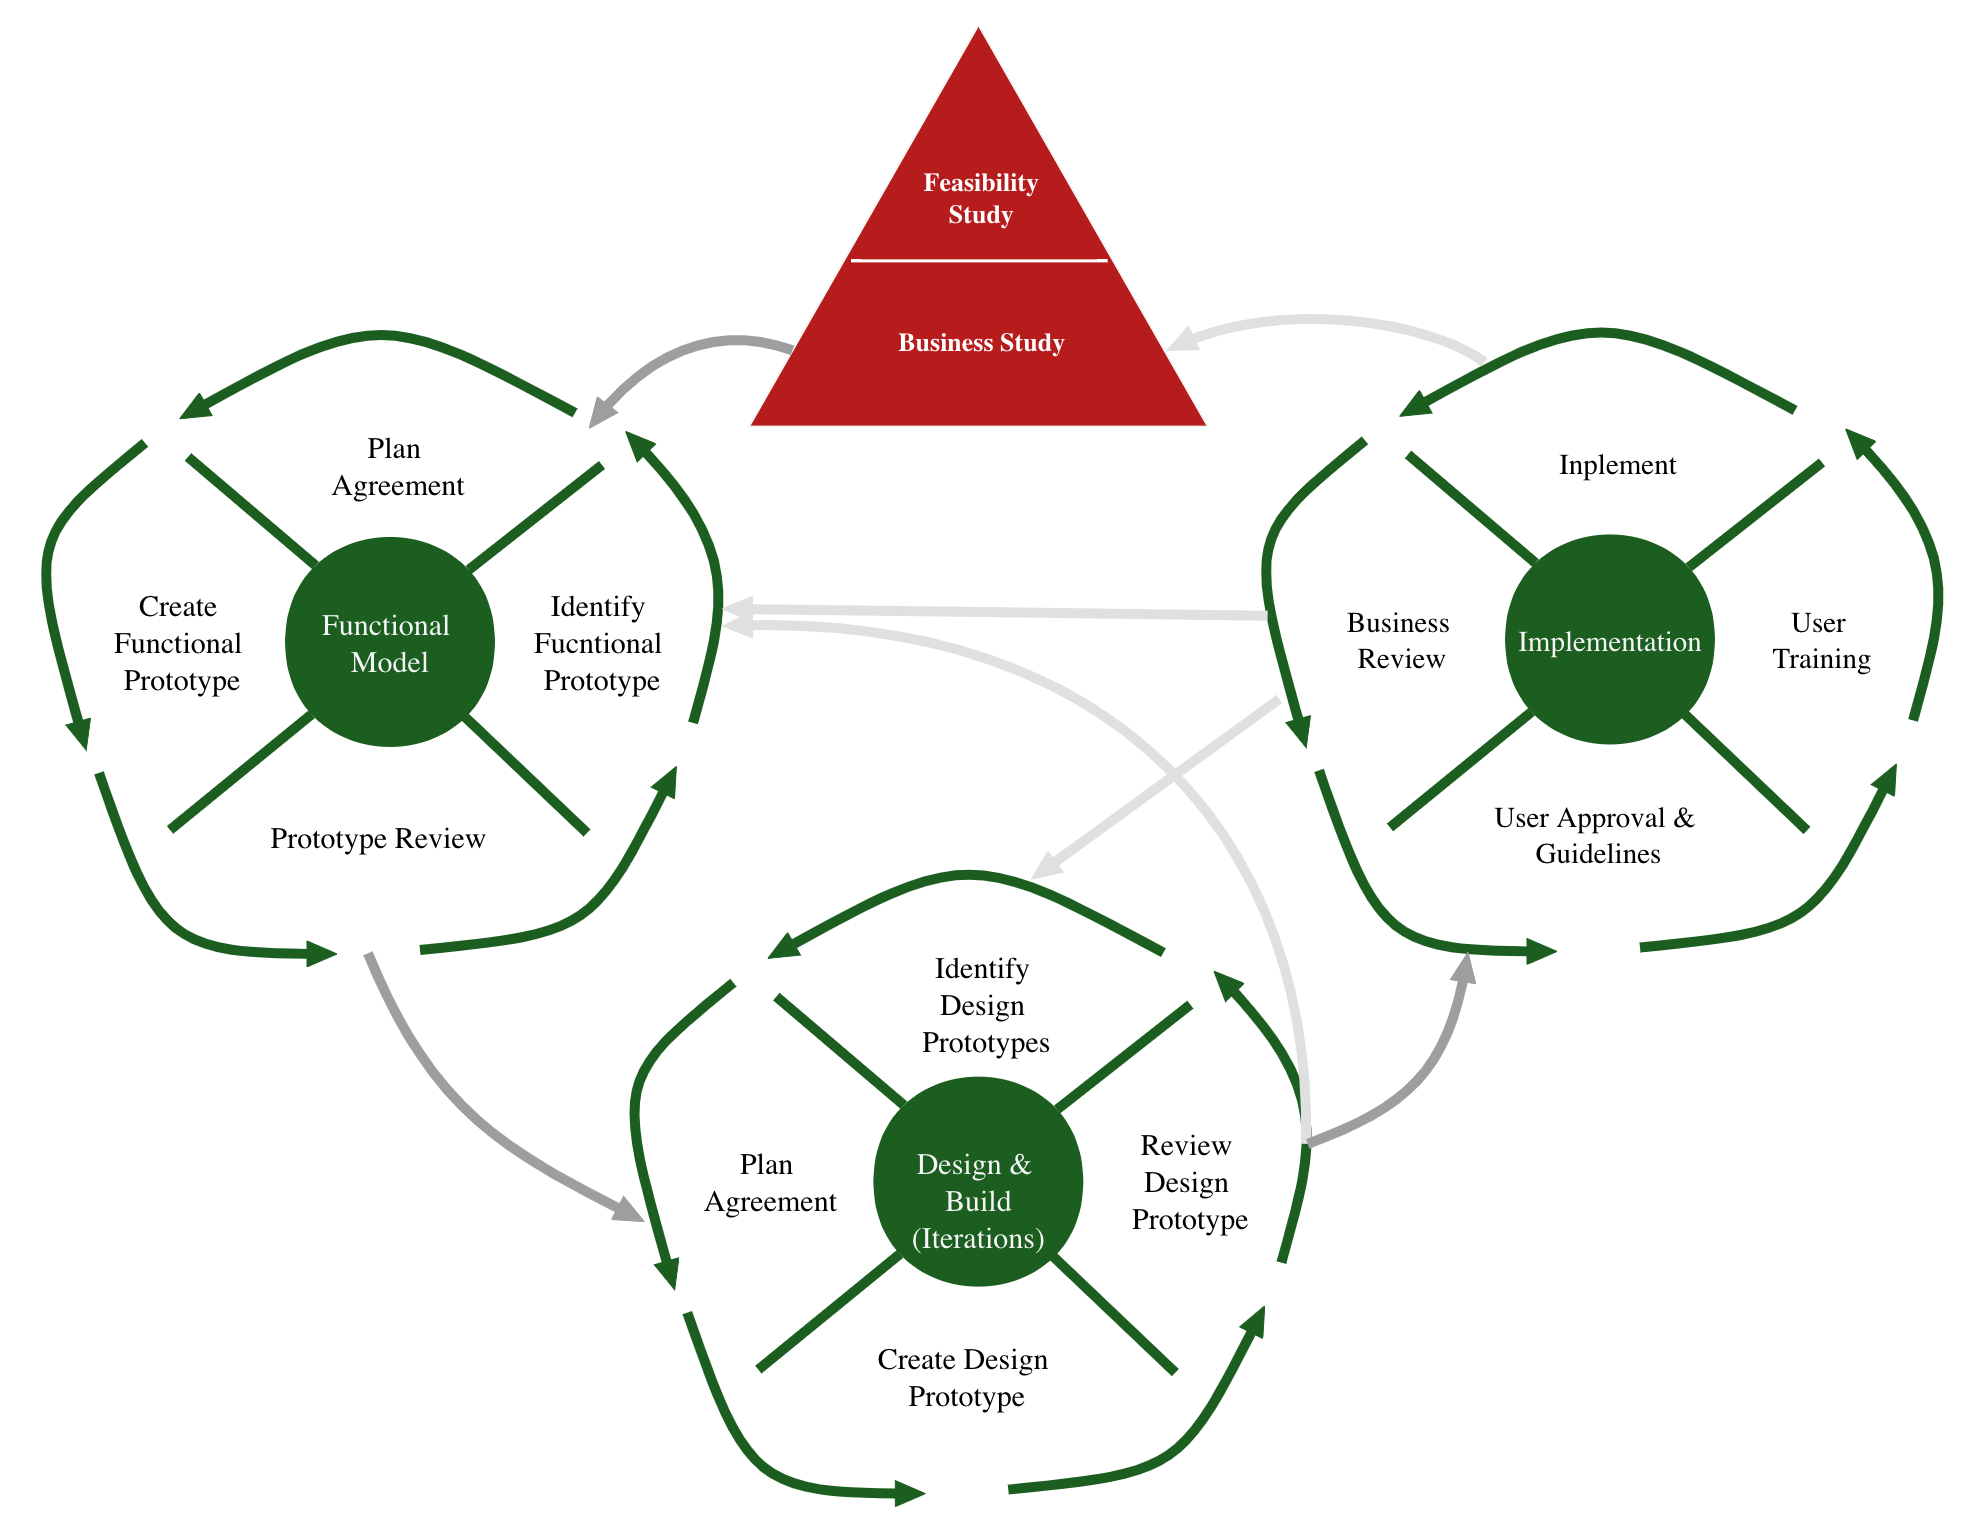 Feasibility
Study
Business Study
Plan
Agreement
Create
Functional
Prototype
Functional
Model
Identify
Fucntional
Prototype
Prototype Review
Inplement
Business
Review
Implementation
User
Training
User Approval &
Guidelines
Identify
Design
Prototypes
Plan
Agreement
Design &
Build
(Iterations)
Review
Design
Prototype
Create Design
Prototype